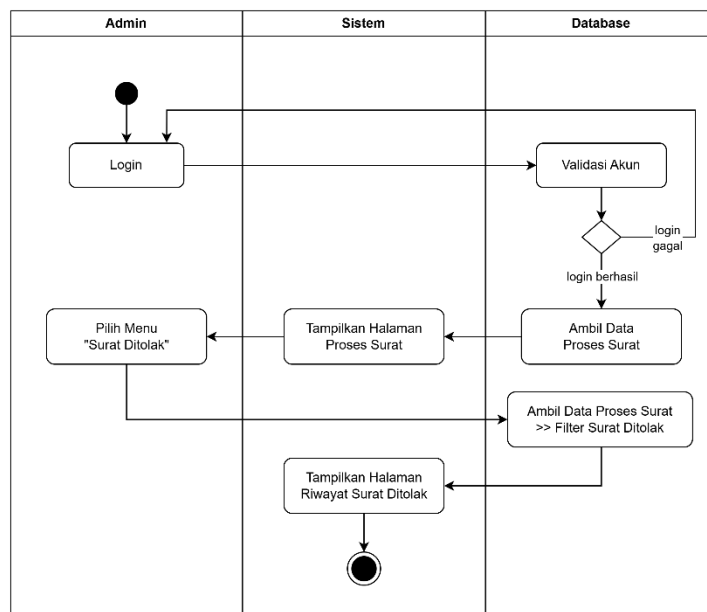 Admin
Sistem
Database
Login
Validasi Akun
login
gagal
login berhasil
Pilih Menu
"Surat Ditolak"
Tampilkan Halaman
Proses Surat
Ambil Data
Proses Surat
Ambil Data Proses Surat
>> Filter Surat Ditolak
Tampilkan Halaman
Riwayat Surat Ditolak